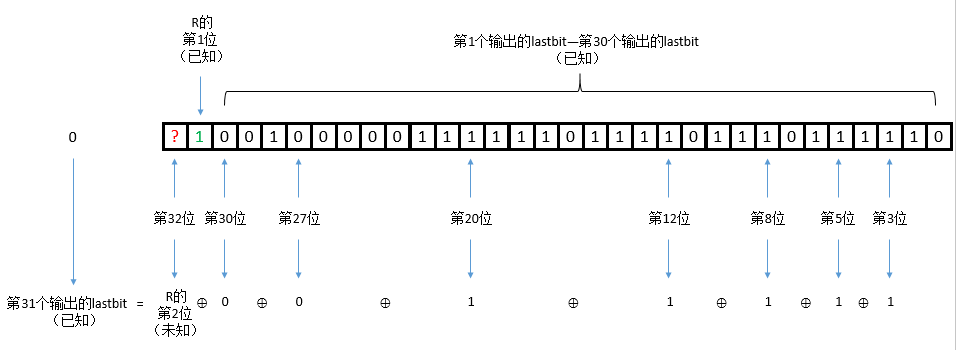 R的
第1位
（已知）
第1个输出的lastbit—第30个输出的lastbit
（已知）
0 ? 1 0 0 1 0 0 0 0 0 1 1 1 1 1 1 0 1 1 1 1 0 1 1 1 0 1 1 1 1 1 0
第32位 第30位 第27位 第20位 第12位 第8位 第5位 第3位
第31个输出的lastbit
（已知）
=
R的
第2位
（未知）
⊕ 0 ⊕ 0 ⊕ 1 ⊕ 1 ⊕ 1 ⊕ 1 ⊕ 1